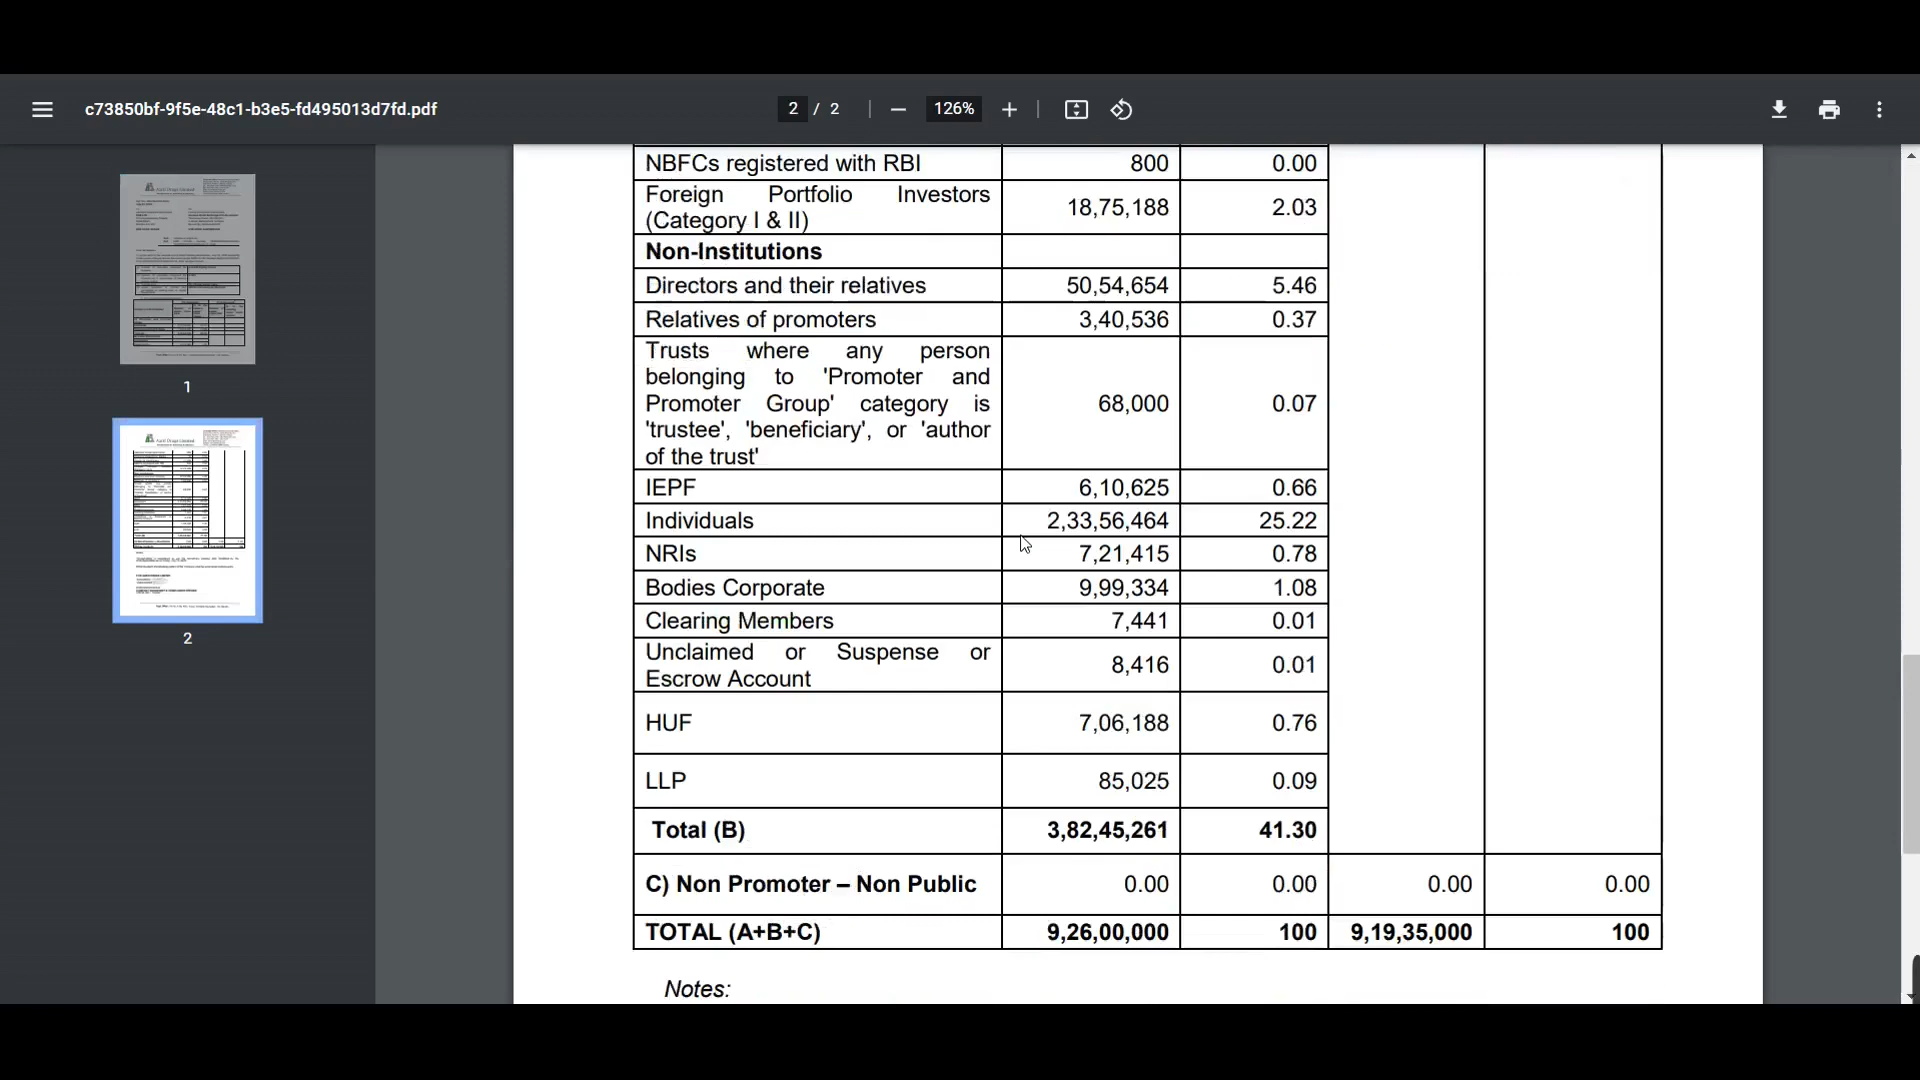 c73850bf-9f5e-48c1-b3e5-fd495013d7fd.pdf
2 / 2
126%
1
2
NBFCs registered with RBI 800 0.00
Foreign Portfolio Investors
(Category I & II) 18,75,188 2.03
Non-Institutions
Directors and their relatives 50,54,654 5.46
Relatives of promoters 3,40,536 0.37
Trusts where any person
belonging to 'Promoter and
Promoter Group' category is 68,000 0.07
'trustee', 'beneficiary', or 'author
of the trust'
IEPF 6,10,625 0.66
Individuals 2,33,56,464 25.22
NRIs 7,21,415 0.78
Bodies Corporate 9,99,334 1.08
Clearing Members 7,441 0.01
Unclaimed or Suspense or
Escrow Account 8,416 0.01
HUF 7,06,188 0.76
LLP 85,025 0.09
Total (B) 3,82,45,261 41.30
C) Non Promoter – Non Public 0.00 0.00 0.00 0.00
TOTAL (A+B+C) 9,26,00,000 100 9,19,35,000 100
Notes: